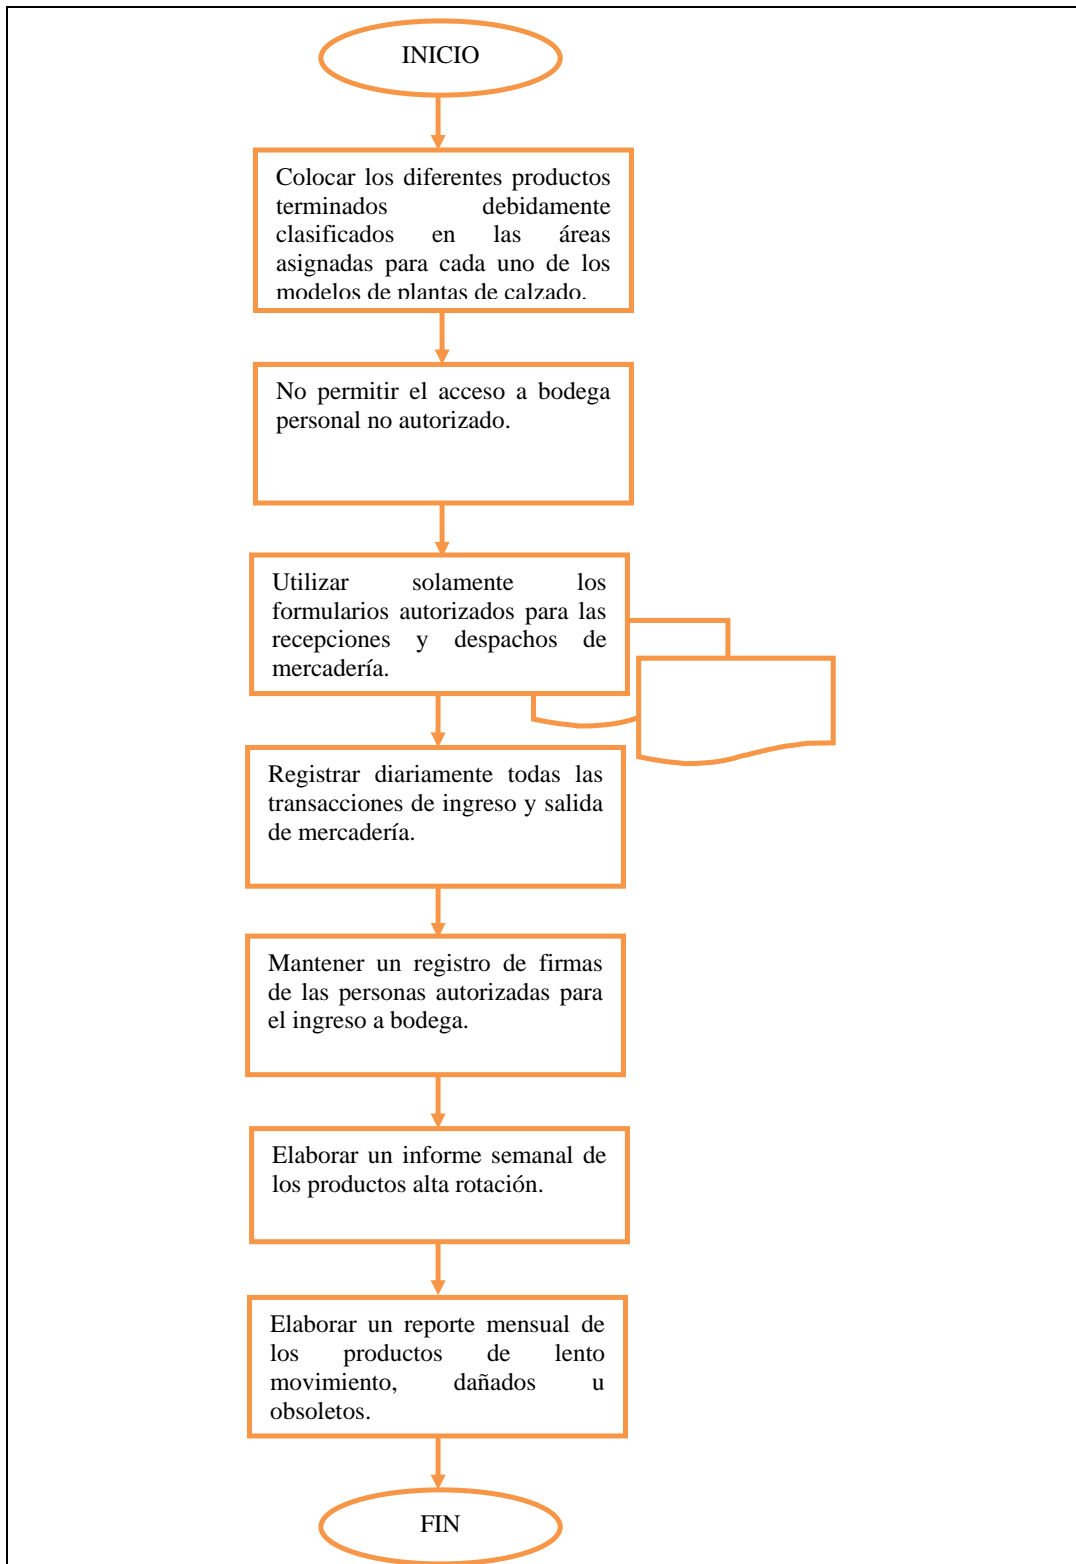 INICIO
Colocar los diferentes productos
terminados debidamente
clasificados en las áreas
asignadas para cada uno de los
modelos de plantas de calzado.
No permitir el acceso a bodega
personal no autorizado.
Utilizar solamente los
formularios autorizados para las
recepciones y despachos de
mercadería.
Registrar diariamente todas las
transacciones de ingreso y salida
de mercadería.
Mantener un registro de firmas
de las personas autorizadas para
el ingreso a bodega.
Elaborar un informe semanal de
los productos alta rotación.
Elaborar un reporte mensual de
los productos de lento
movimiento, dañados u
obsoletos.
FIN